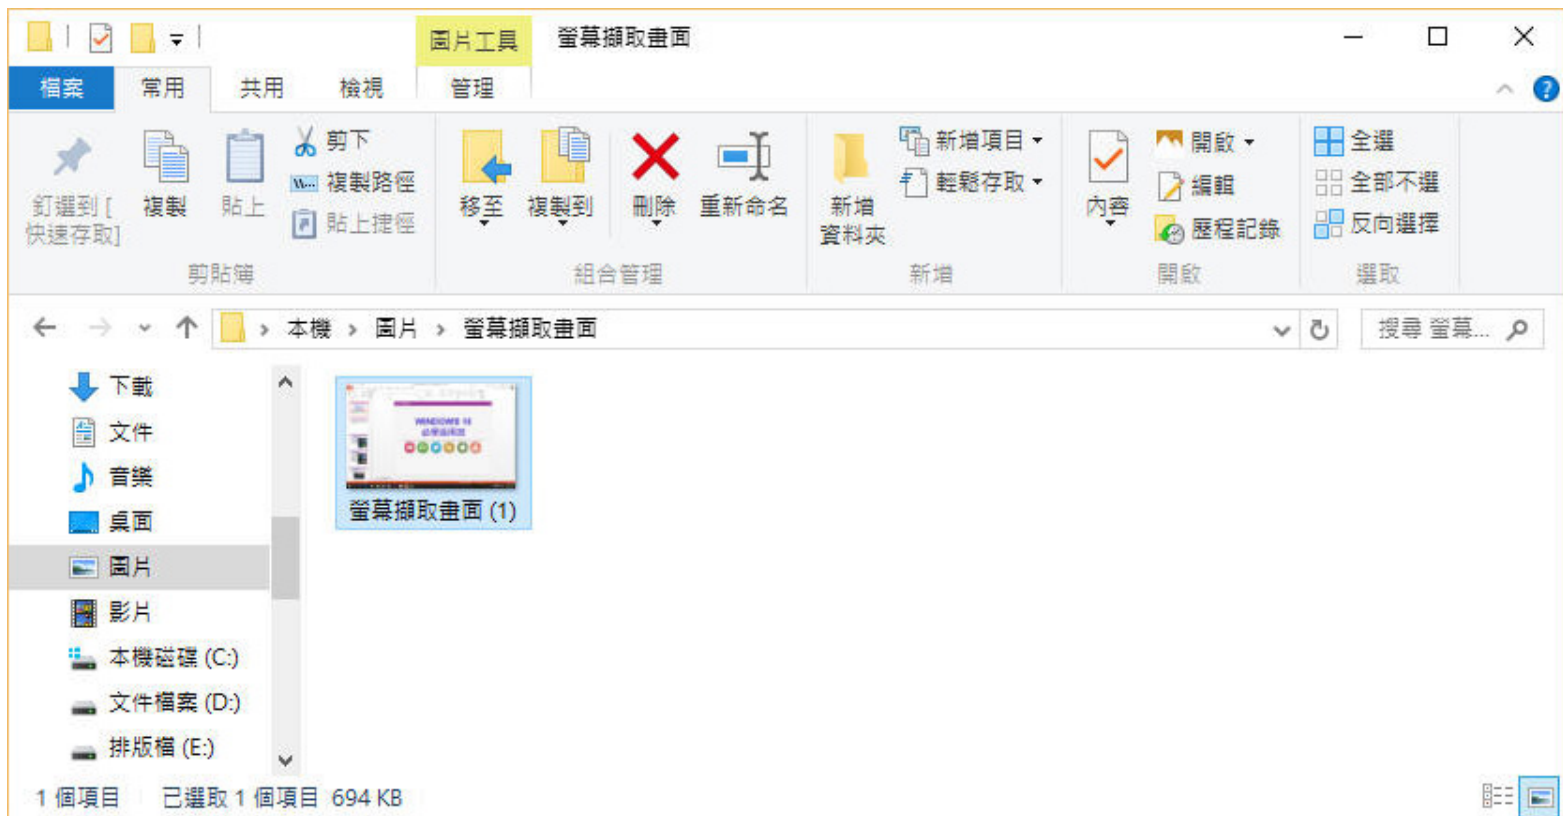 圖片工具
螢幕擷取畫面
檔案
常用
共用
檢視
管理
釘選到 [
快速存取]
複製
貼上
剪下
複製路徑
貼上捷徑
剪貼簿
移至
複製到
刪除
重新命名
組合管理
新增
資料夾
新增項目
輕鬆存取
新增
內容
開啟
編輯
歷程記錄
開啟
全選
全部不選
反向選擇
選取
本機 › 圖片 › 螢幕擷取畫面
搜尋 螢幕...
下載
文件
音樂
桌面
圖片
影片
本機磁碟 (C:)
文件檔案 (D:)
排版檔 (E:)
WINDOWS 10
螢幕擷取畫面 (1)
1 個項目 已選取 1 個項目 694 KB